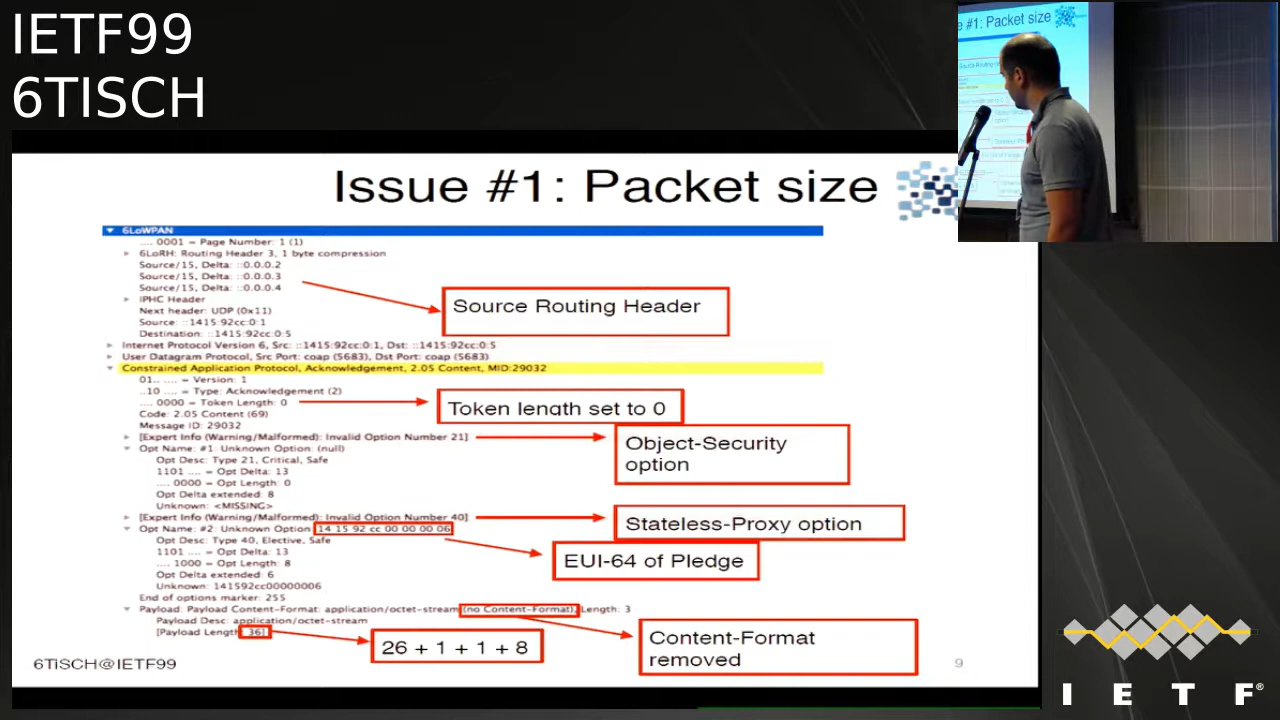 IETF99
6TISCH
Issue #1: Packet size
6LoWPAN
.... 0001 = Page Number: 1 (1)
6LoRH: Routing Header 3, 1 byte compression
Source/15, Delta: ::0.0.0.2
Source/15, Delta: ::0.0.0.3
Source/15, Delta: ::0.0.0.4
IPHC Header
Next header: UDP (0x11)
Source: ::1415:92cc:0:1
Destination: ::1415:92cc:0:5
Source Routing Header
Internet Protocol Version 6, Src: ::1415:92cc:0:1, Dst: ::1415:92cc:0:5
User Datagram Protocol, Src Port: coap (5683), Dst Port: coap (5683)
Constrained Application Protocol, Acknowledgement, 2.05 Content, MID:29032
01.. .... = Version: 1
..10 .... = Type: Acknowledgement (2)
.... 0000 = Token Length: 0
Token length set to 0
Code: 2.05 Content (69)
Message ID: 29032
[Expert Info (Warning/Malformed): Invalid Option Number 21]
Object-Security
option
Opt Name: #1: Unknown Option: (null)
Opt Desc: Type 21, Critical, Safe
1101 .... = Opt Delta: 13
.... 0000 = Opt Length: 0
Opt Delta extended: 8
Unknown: <MISSING>
[Expert Info (Warning/Malformed): Invalid Option Number 40]
Stateless-Proxy option
Opt Name: #2: Unknown Option 14 15 92 cc 00 00 00 06
Opt Desc: Type 40, Elective, Safe
1101 .... = Opt Delta: 13
.... 1000 = Opt Length: 8
Opt Delta extended: 6
Unknown: 141592cc00000006
EUI-64 of Pledge
End of options marker: 255
Payload: Payload Content-Format: application/octet-stream (no Content-Format), Length: 3
Payload Desc: application/octet-stream
[Payload Length: 36]
26 + 1 + 1 + 8
Content-Format
removed
6TiSCH@IETF99
9
e #1: Packet size
I E T F®